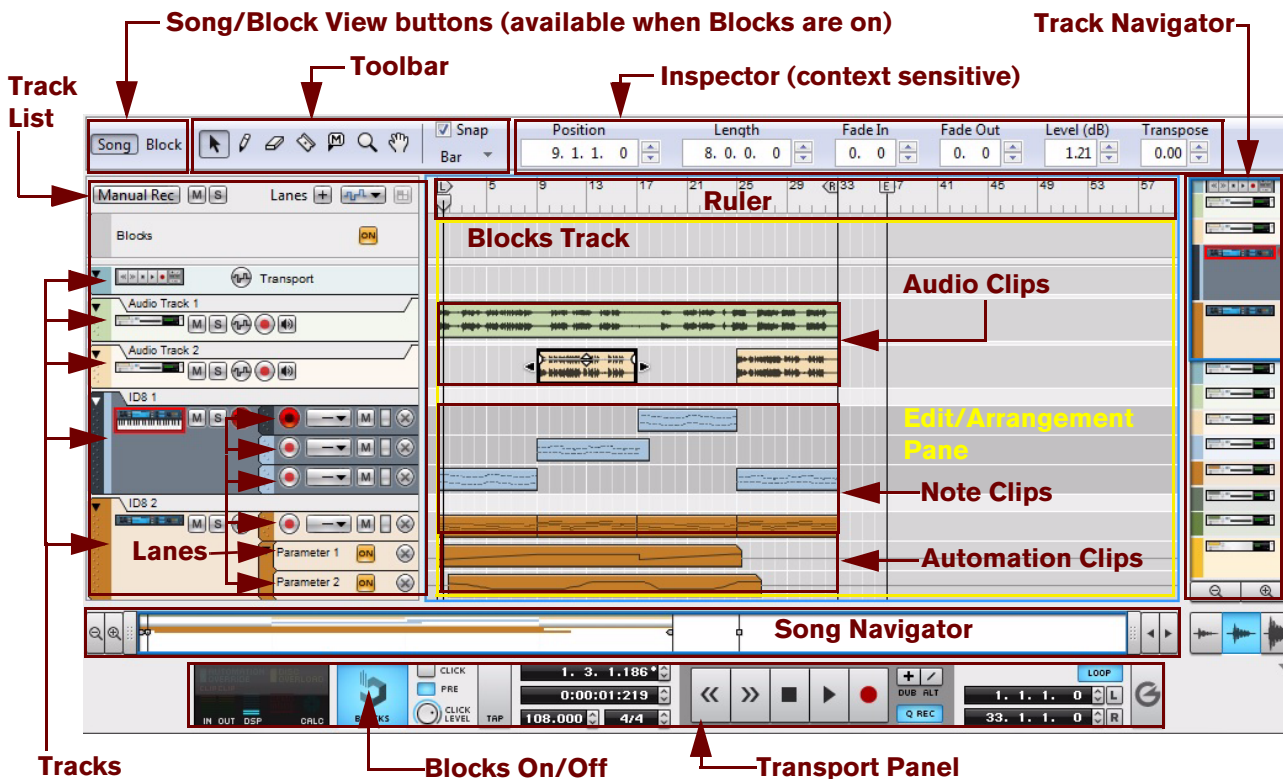 Song/Block View buttons (available when Blocks are on)
Track Navigator
Toolbar
Inspector (context sensitive)
Track
List
Song Block
Snap
Bar
Position
9. 1. 1. 0
Length
8. 0. 0. 0
Fade In
0. 0
Fade Out
0. 0
Level (dB)
1.21
Transpose
0.00
Manual Rec M S Lanes +
L 5 9 13 17 21 25 29 R 33 E 41 45 49 53 57
Ruler
Blocks ON
Blocks Track
Transport
Audio Clips
Audio Track 1
M S
Audio Track 2
M S
ID8 1
M S M
M
M
Edit/Arrangement
Pane
Note Clips
ID8 2
M S M
Lanes
Parameter 1 ON
Parameter 2 ON
Automation Clips
Song Navigator
IN OUT DSP CALC
BLOCKS
CLICK
PRE
CLICK
LEVEL
TAP
1. 3. 1.186
0:00:01:219
108.000 4/4
DUB ALT
Q REC
LOOP
1. 1. 1. 0 L
33. 1. 1. 0 R
Tracks
Blocks On/Off
Transport Panel